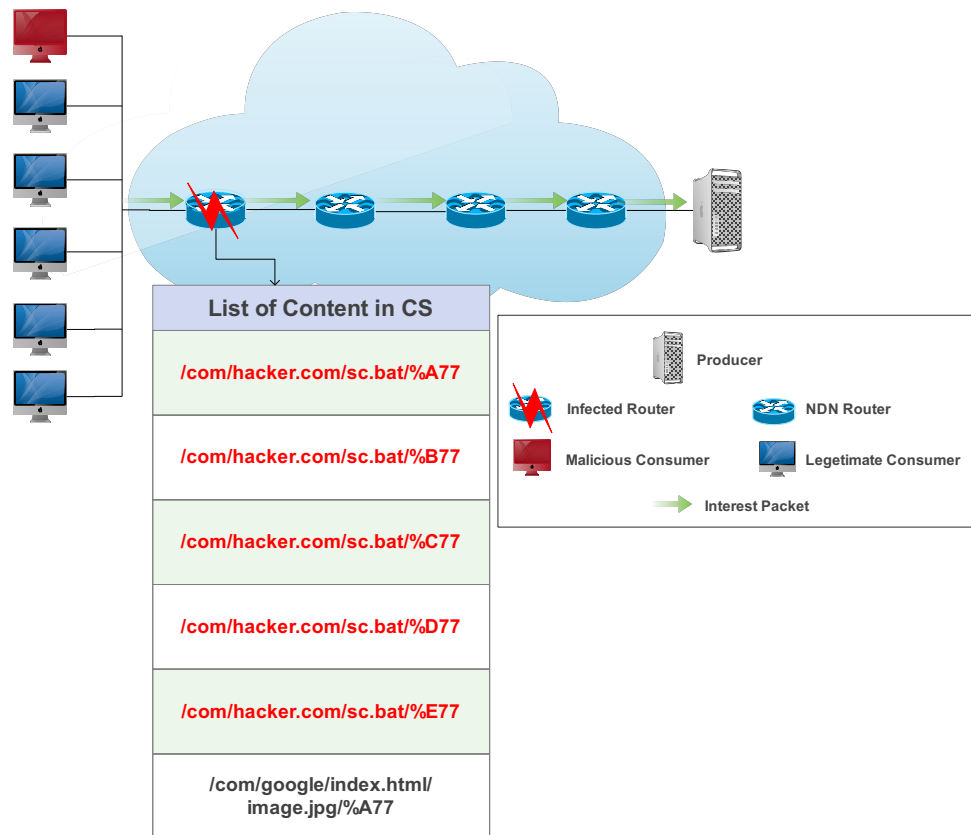 List of Content in CS
/com/hacker.com/sc.bat/%A77
/com/hacker.com/sc.bat/%B77
/com/hacker.com/sc.bat/%C77
/com/hacker.com/sc.bat/%D77
/com/hacker.com/sc.bat/%E77
/com/google/index.html/
image.jpg/%A77
Producer
Infected Router
NDN Router
Malicious Consumer
Legetimate Consumer
Interest Packet